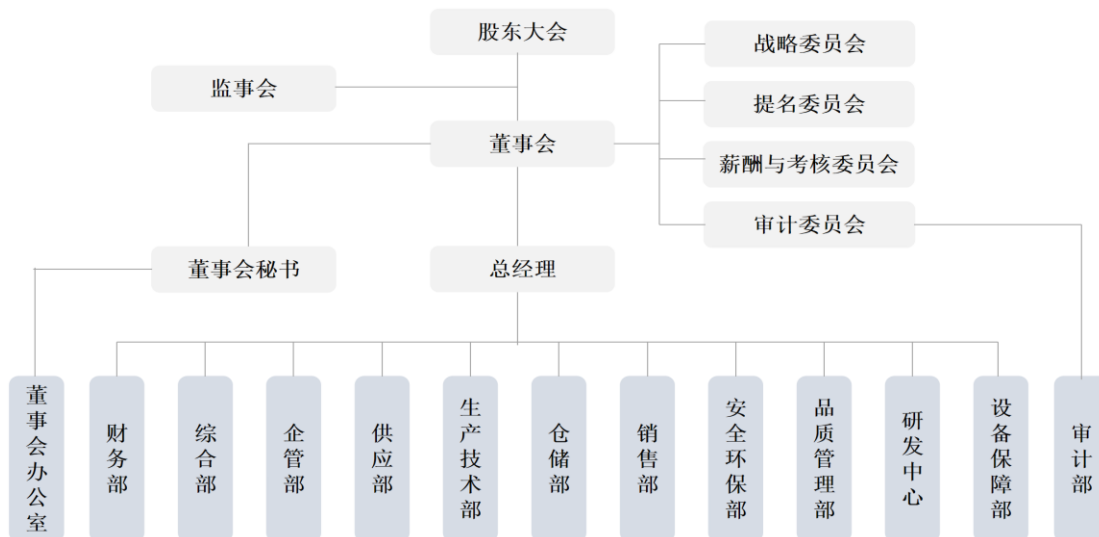 股东大会
监事会
董事会
战略委员会
提名委员会
薪酬与考核委员会
审计委员会
董事会秘书
总经理
董事会办公室
财务部
综合部
企管部
供应部
生产技术部
仓储部
销售部
安全环保部
品质管理部
研发中心
设备保障部
审计部